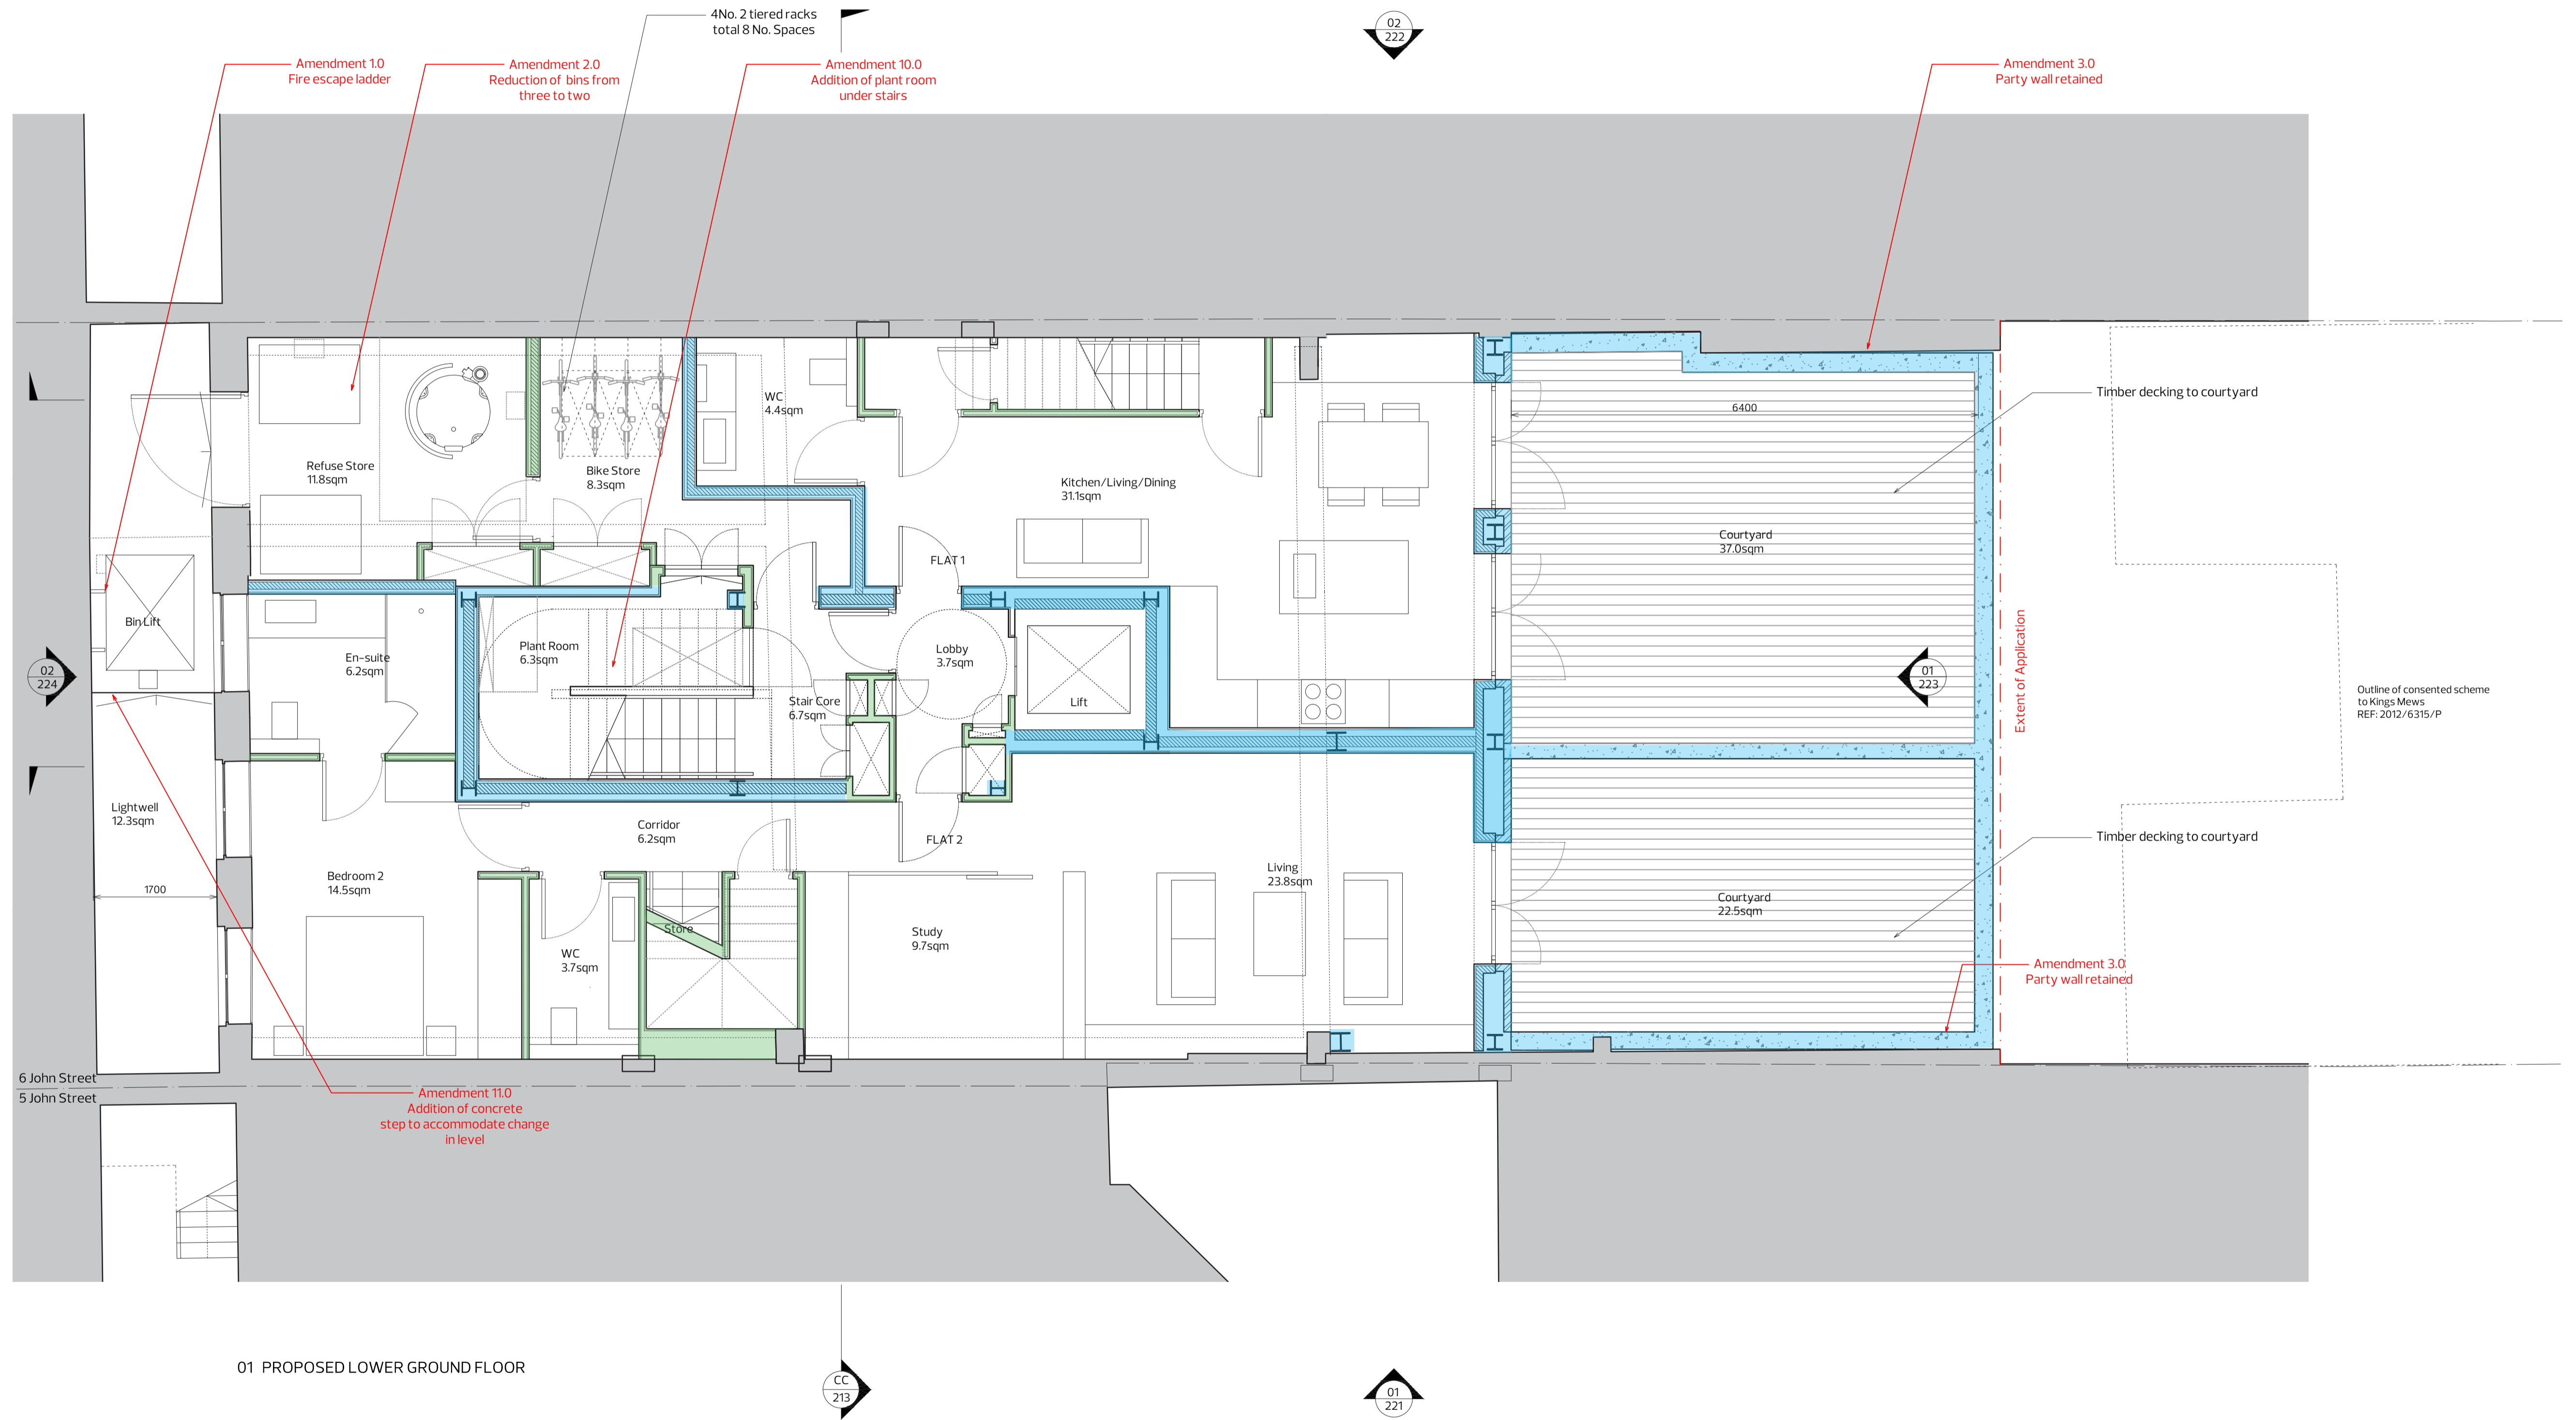 4No. 2 tiered racks
total 8 No. Spaces
02
222
Amendment 1.0
Fire escape ladder
Amendment 2.0
Reduction of bins from
three to two
Amendment 10.0
Addition of plant room
under stairs
Amendment 3.0
Party wall retained
WC
4.4sqm
Timber decking to courtyard
6400
Refuse Store
11.8sqm
Bike Store
8.3sqm
Kitchen/Living/Dining
31.1sqm
Courtyard
37.0sqm
FLAT 1
Bin Lift
Plant Room
6.3sqm
Lobby
3.7sqm
En-suite
6.2sqm
02
224
Stair Core
6.7sqm
Lift
01
223
Extent of Application
Outline of consented scheme
to Kings Mews
REF: 2012/6315/P
Lightwell
12.3sqm
Corridor
6.2sqm
FLAT 2
Timber decking to courtyard
Bedroom 2
14.5sqm
1700
Living
23.8sqm
Courtyard
22.5sqm
Store
Study
9.7sqm
WC
3.7sqm
Amendment 3.0
Party wall retained
6 John Street
5 John Street
Amendment 11.0
Addition of concrete
step to accommodate change
in level
01 PROPOSED LOWER GROUND FLOOR
CC
213
01
221